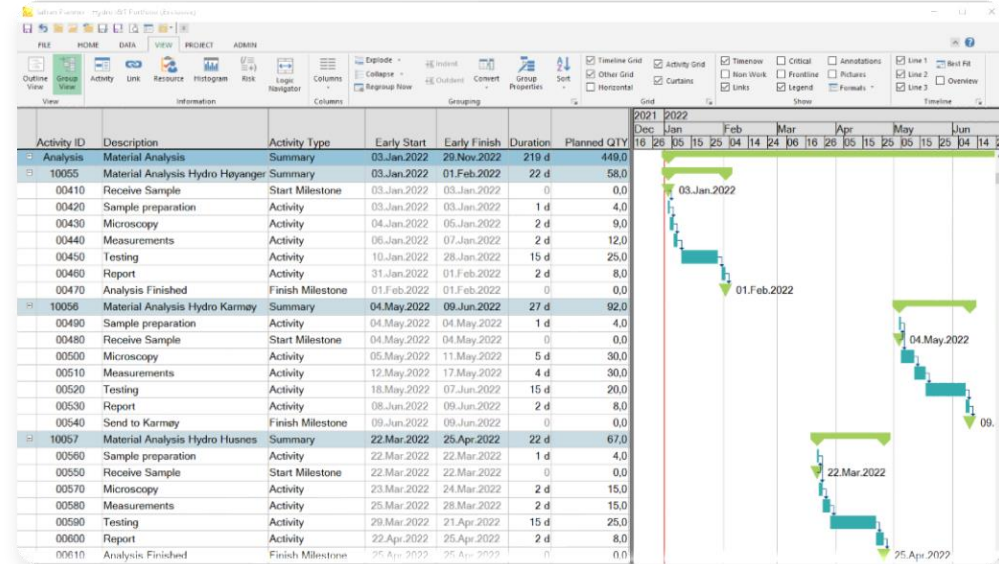 Safran Planner - Hydro
FILE HOME DATA VIEW PROJECT ADMIN
Outline View Group View Activity Link Resource Histogram Risk Logic Navigator Columns Explode Collapse Regroup Now Indent Outdent Convert Group Properties Sort Timeline Grid Other Grid Horizontal Activity Grid Curtains Timenow Non Work Links Critical Frontline Legend Annotations Pictures Formats Line 1 Line 2 Line 3 Best Fit Overview
View Information Columns Grouping Grid Show Timeline
2021 2022
Activity ID Description Activity Type Early Start Early Finish Duration Planned QTY Dec Jan Feb Mar Apr May Jun
16 26 05 15 25 04 14 24 06 16 26 05 15 25 05 15 25 04 14
Analysis Material Analysis Summary 03.Jan.2022 29.Nov.2022 219 d 449,0
10055 Material Analysis Hydro Høyanger Summary 03.Jan.2022 01.Feb.2022 22 d 58,0
00410 Receive Sample Start Milestone 03.Jan.2022 03.Jan.2022 0 0,0 03.Jan.2022
00420 Sample preparation Activity 03.Jan.2022 03.Jan.2022 1 d 4,0
00430 Microscopy Activity 04.Jan.2022 05.Jan.2022 2 d 9,0
00440 Measurements Activity 06.Jan.2022 07.Jan.2022 2 d 12,0
00450 Testing Activity 10.Jan.2022 28.Jan.2022 15 d 25,0
00460 Report Activity 31.Jan.2022 01.Feb.2022 2 d 8,0
00470 Analysis Finished Finish Milestone 01.Feb.2022 01.Feb.2022 0 0,0 01.Feb.2022
10056 Material Analysis Hydro Karmøy Summary 04.May.2022 09.Jun.2022 27 d 92,0
00490 Sample preparation Activity 04.May.2022 04.May.2022 1 d 4,0
00480 Receive Sample Start Milestone 04.May.2022 04.May.2022 0 0,0 04.May.2022
00500 Microscopy Activity 05.May.2022 11.May.2022 5 d 30,0
00510 Measurements Activity 12.May.2022 17.May.2022 4 d 30,0
00520 Testing Activity 18.May.2022 07.Jun.2022 15 d 20,0
00530 Report Activity 08.Jun.2022 09.Jun.2022 2 d 8,0
00540 Send to Karmøy Finish Milestone 09.Jun.2022 09.Jun.2022 0 0,0 09.
10057 Material Analysis Hydro Husnes Summary 22.Mar.2022 25.Apr.2022 22 d 67,0
00560 Sample preparation Activity 22.Mar.2022 22.Mar.2022 1 d 4,0
00550 Receive Sample Start Milestone 22.Mar.2022 22.Mar.2022 0 0,0 22.Mar.2022
00570 Microscopy Activity 23.Mar.2022 24.Mar.2022 2 d 15,0
00580 Measurements Activity 25.Mar.2022 28.Mar.2022 2 d 15,0
00590 Testing Activity 29.Mar.2022 21.Apr.2022 15 d 25,0
00600 Report Activity 22.Apr.2022 25.Apr.2022 2 d 8,0
00610 Analysis Finished Finish Milestone 25.Apr.2022 25.Apr.2022 0 0,0 25.Apr.2022